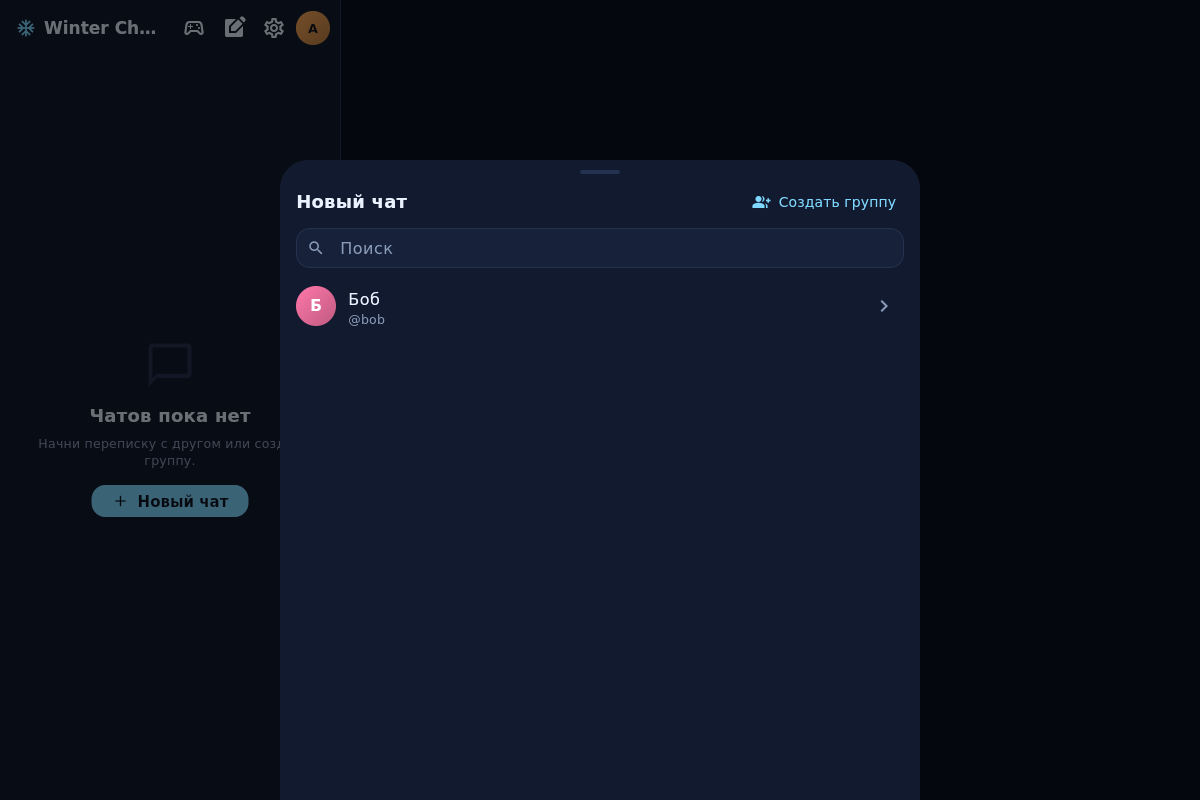 Winter Ch…
A
Новый чат
Создать группу
Поиск
Б
Боб
@bob
Чатов пока нет
Начни переписку с другом или созд
группу.
+ Новый чат